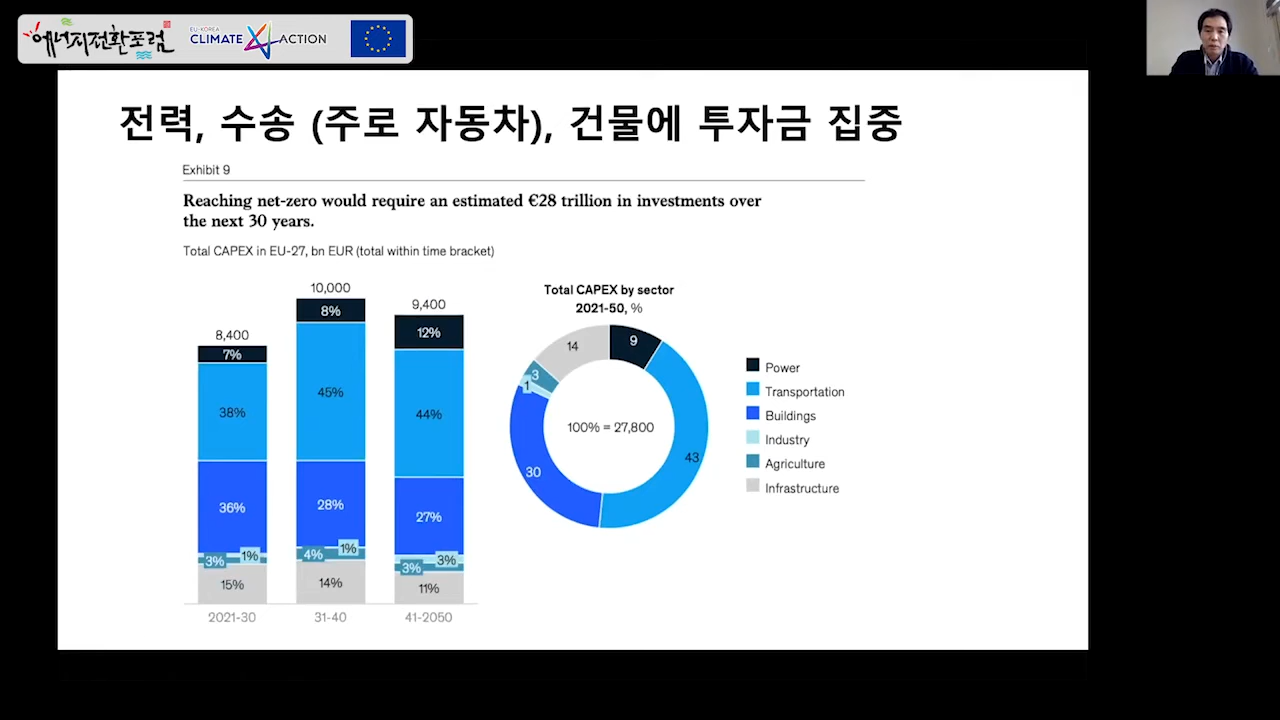 에너지전환포럼
EU-KOREA
CLIMATE ACTION
전력, 수송 (주로 자동차), 건물에 투자금 집중
Exhibit 9
Reaching net-zero would require an estimated €28 trillion in investments over
the next 30 years.
Total CAPEX in EU-27, bn EUR (total within time bracket)
8,400
7%
38%
36%
3% 1%
15%
2021-30
10,000
8%
45%
28%
4% 1%
14%
31-40
9,400
12%
44%
27%
3% 3%
11%
41-2050
Total CAPEX by sector
2021-50, %
14
9
3
1
30
43
100% = 27,800
Power
Transportation
Buildings
Industry
Agriculture
Infrastructure